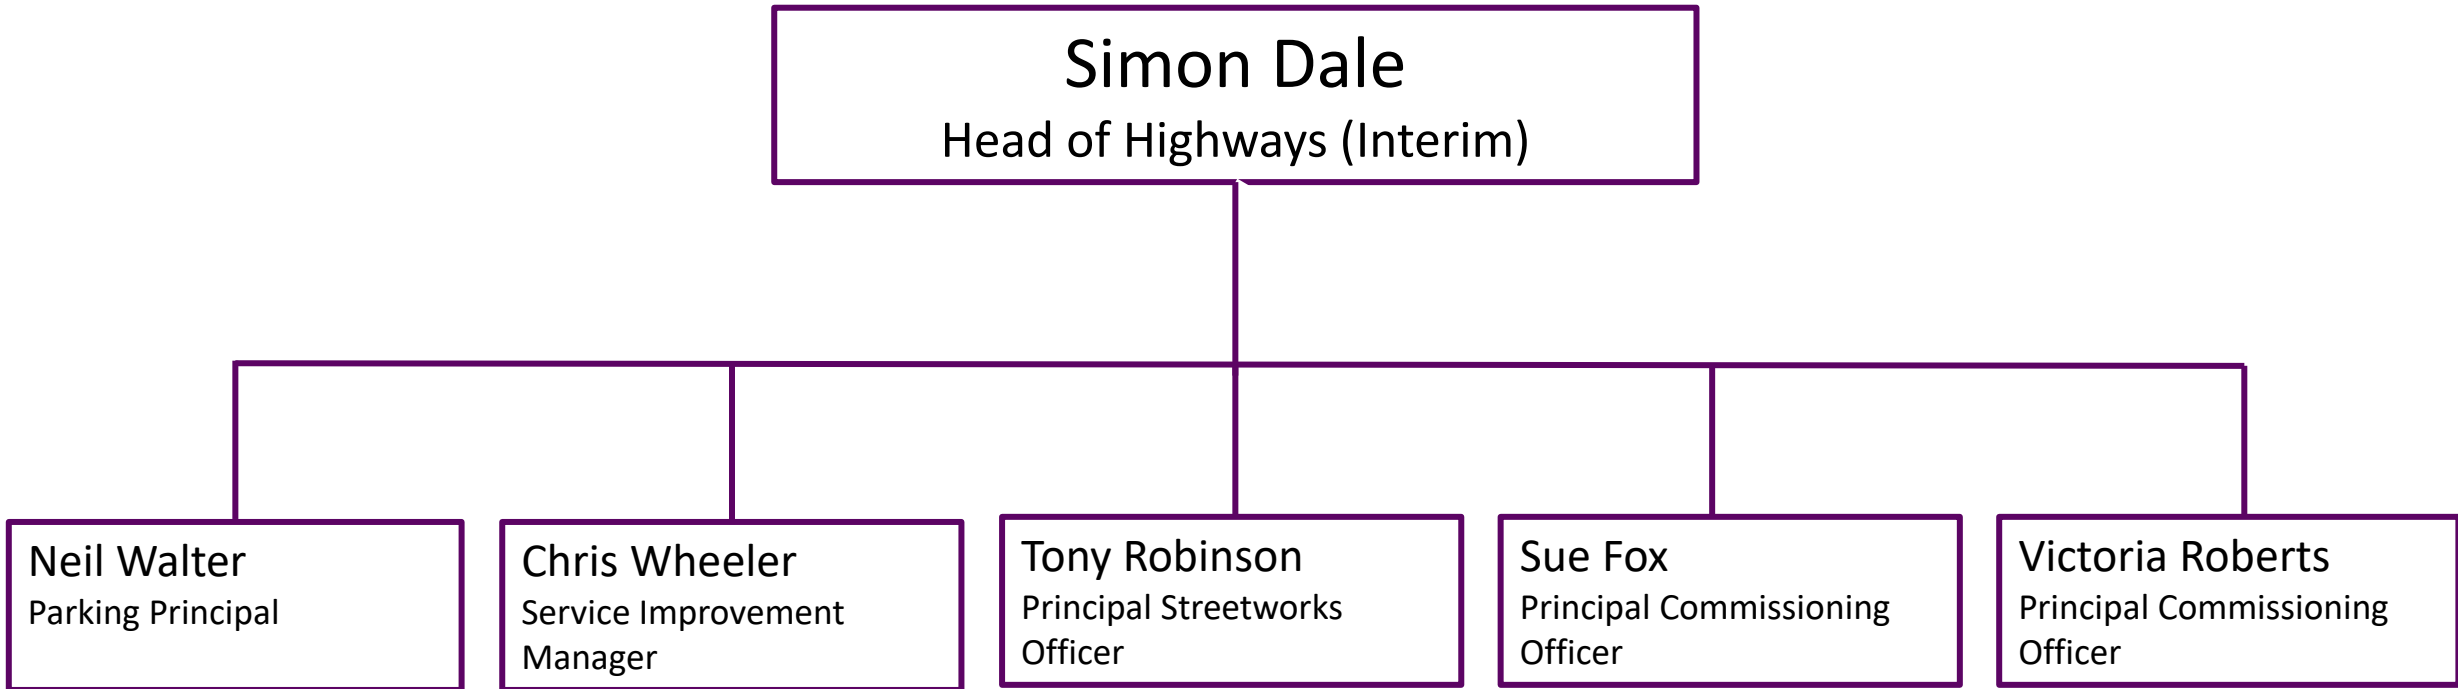 Simon Dale
Head of Highways (Interim)
Neil Walter
Parking Principal
Chris Wheeler
Service Improvement
Manager
Tony Robinson
Principal Streetworks
Officer
Sue Fox
Principal Commissioning
Officer
Victoria Roberts
Principal Commissioning
Officer